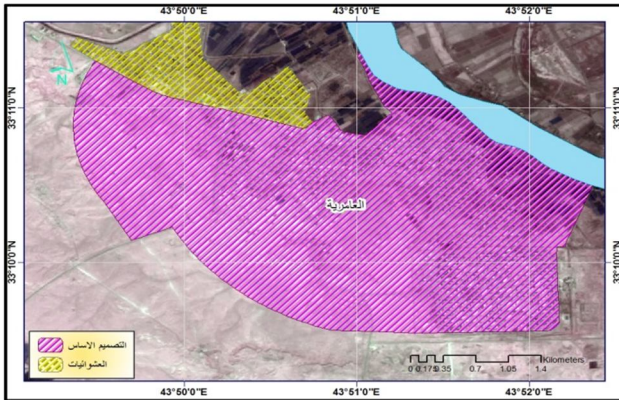 43°50'0"E 43°51'0"E 43°52'0"E
N
33°11'0"N 33°11'0"N
العامرية
33°10'0"N 33°10'0"N
التصميم الاساس
العشوائيات
Kilometers
0 0.175 0.35 0.7 1.05 1.4
43°50'0"E 43°51'0"E 43°52'0"E